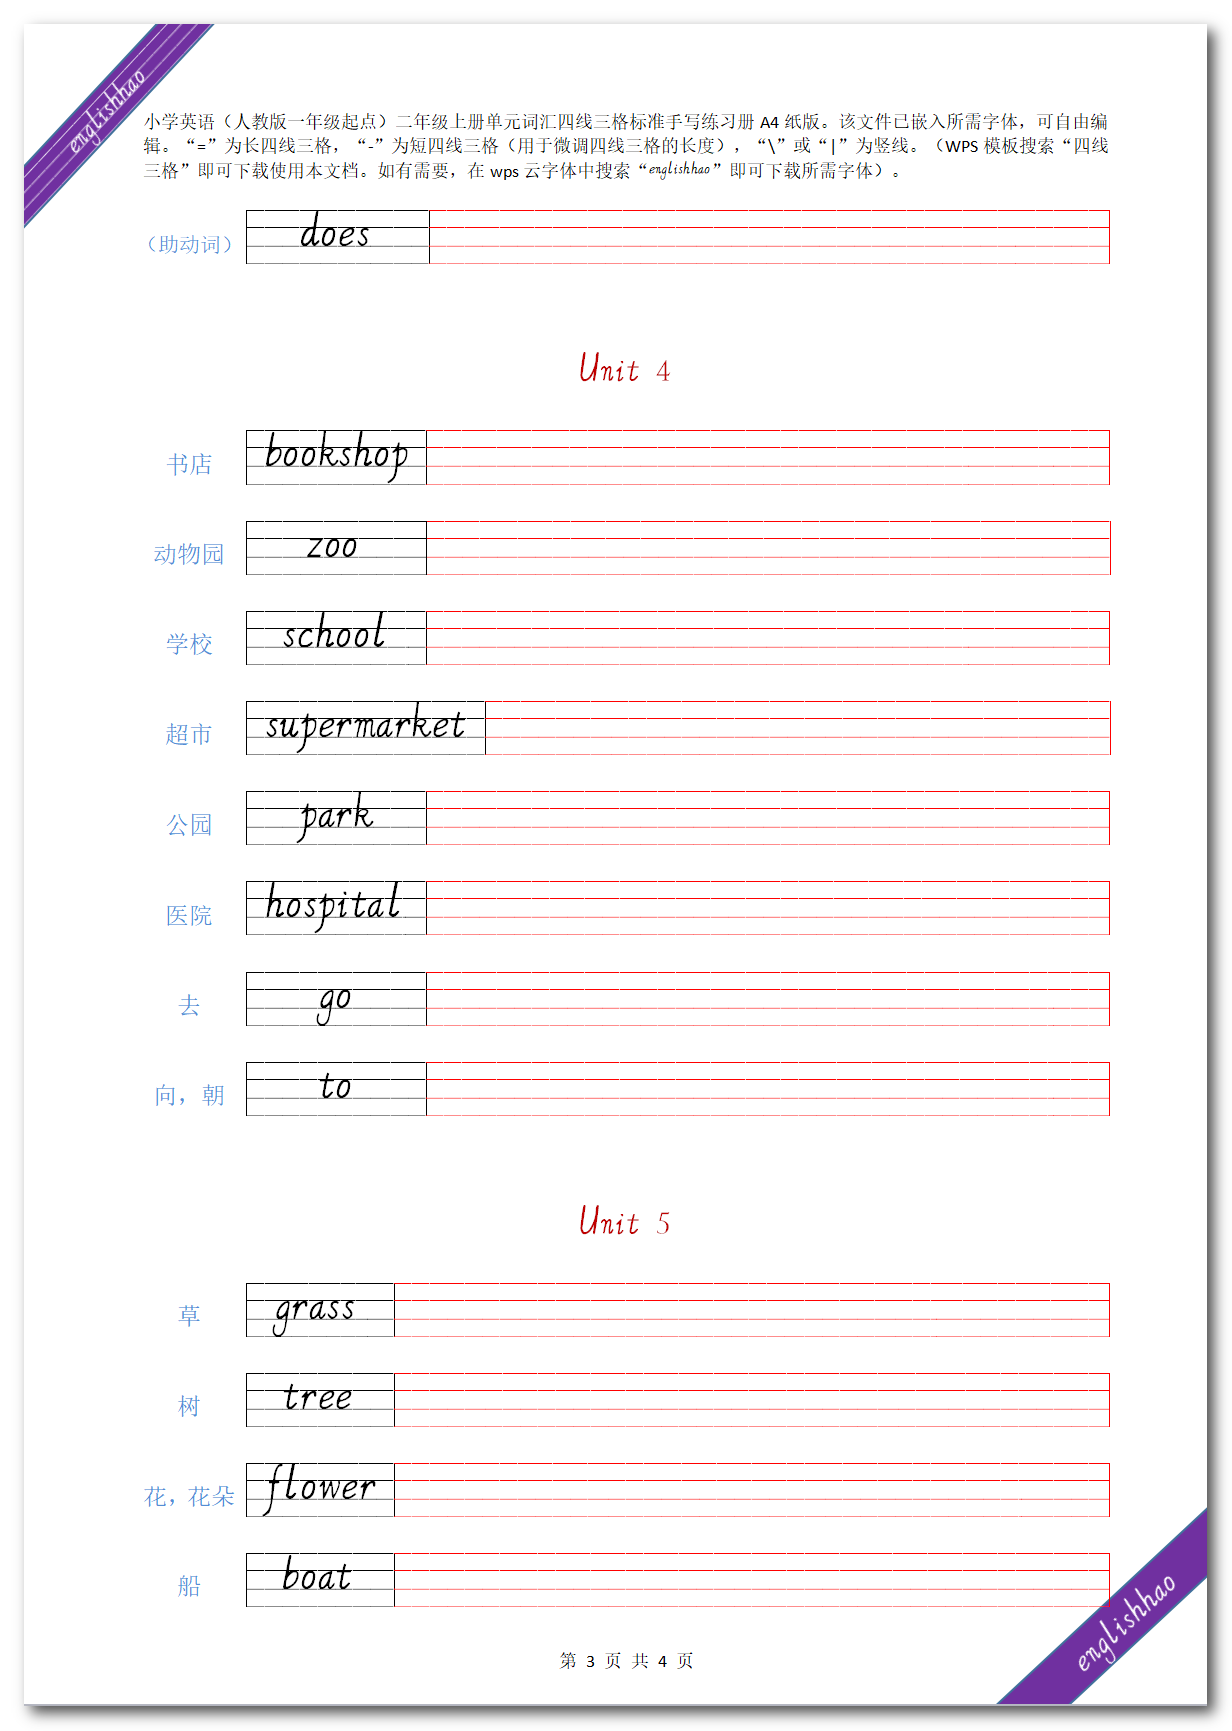 englishhao
小学英语（人教版一年级起点）二年级上册单元词汇四线三格标准手写练习册 A4 纸版。该文件已嵌入所需字体，可自由编
辑。“=”为长四线三格，“-”为短四线三格（用于微调四线三格的长度），“\”或“|”为竖线。（WPS 模板搜索“四线
三格”即可下载使用本文档。如有需要，在 wps 云字体中搜索“englishhao”即可下载所需字体）。
（助动词） does
Unit 4
书店 bookshop
动物园 zoo
学校 school
超市 supermarket
公园 park
医院 hospital
去 go
向，朝 to
Unit 5
草 grass
树 tree
花，花朵 flower
船 boat
englishhao
第 3 页 共 4 页